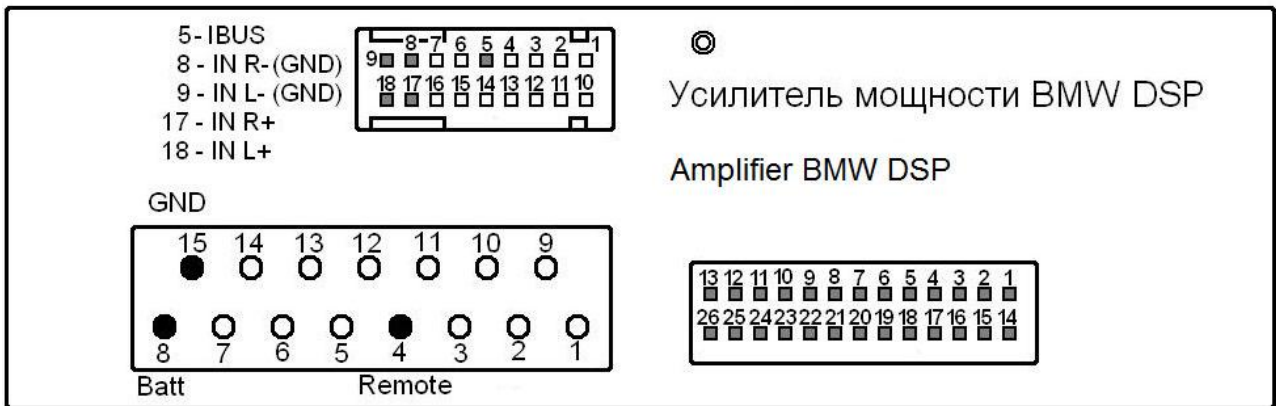 5- IBUS
8 - IN R-(GND)
9 - IN L- (GND)
17 - IN R+
18 - IN L+
9 8 7 6 5 4 3 2 1
18 17 16 15 14 13 12 11 10
Усилитель мощности BMW DSP
Amplifier BMW DSP
GND
15 14 13 12 11 10 9
8 7 6 5 4 3 2 1
Batt Remote
13 12 11 10 9 8 7 6 5 4 3 2 1
26 25 24 23 22 21 20 19 18 17 16 15 14